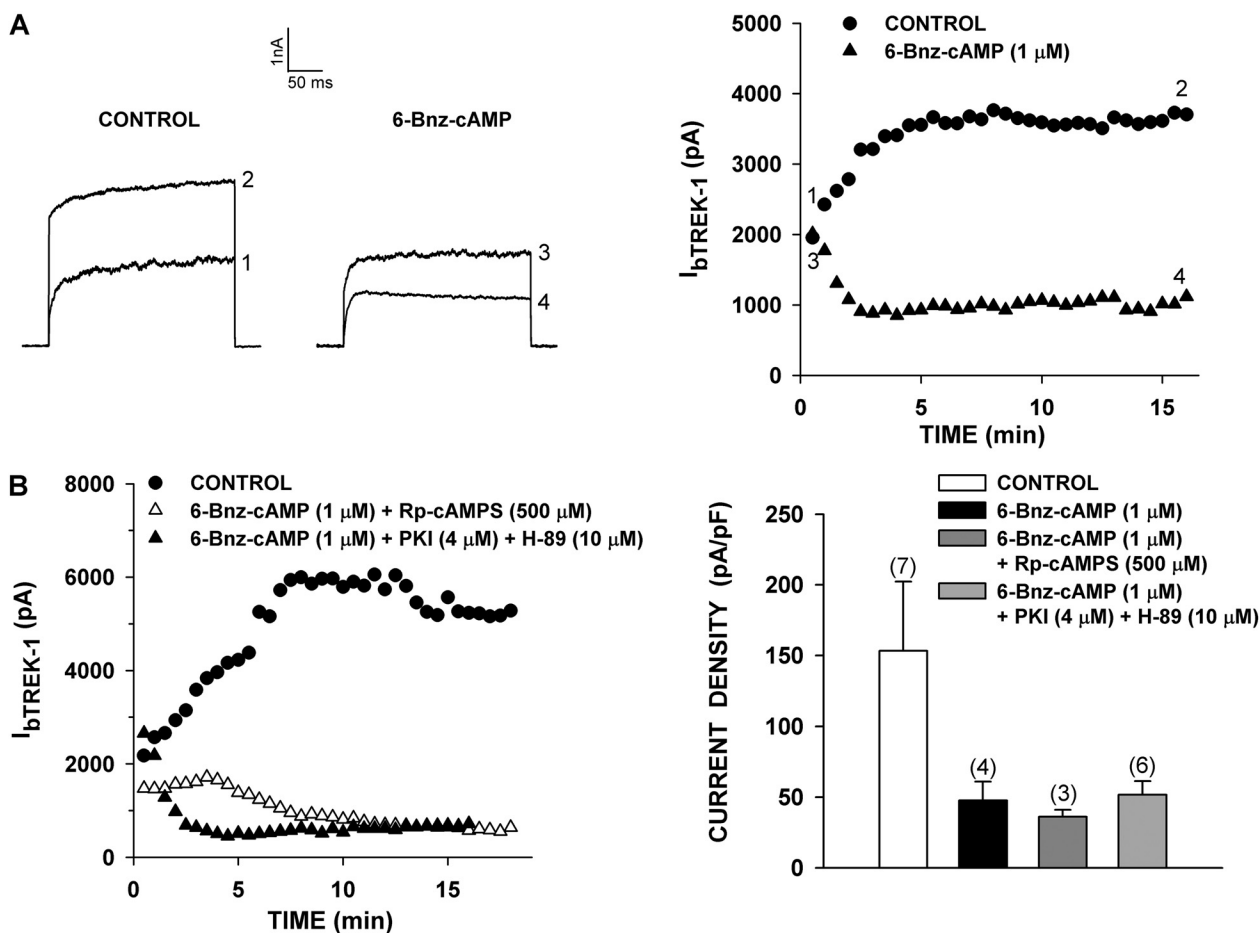 A
1nA
50 ms
CONTROL
6-Bnz-cAMP
2
1
3
4
CONTROL
6-Bnz-cAMP (1 μM)
5000
4000
3000
2000
1000
0
I bTREK-1 (pA)
1
2
3
4
0
5
10
15
TIME (min)
B
CONTROL
6-Bnz-cAMP (1 μM) + Rp-cAMPS (500 μM)
6-Bnz-cAMP (1 μM) + PKI (4 μM) + H-89 (10 μM)
8000
6000
4000
2000
0
I bTREK-1 (pA)
0
5
10
15
TIME (min)
CONTROL
6-Bnz-cAMP (1 μM)
6-Bnz-cAMP (1 μM)
+ Rp-cAMPS (500 μM)
6-Bnz-cAMP (1 μM)
+ PKI (4 μM) + H-89 (10 μM)
250
200
150
100
50
0
CURRENT DENSITY (pA/pF)
(7)
(4)
(3)
(6)